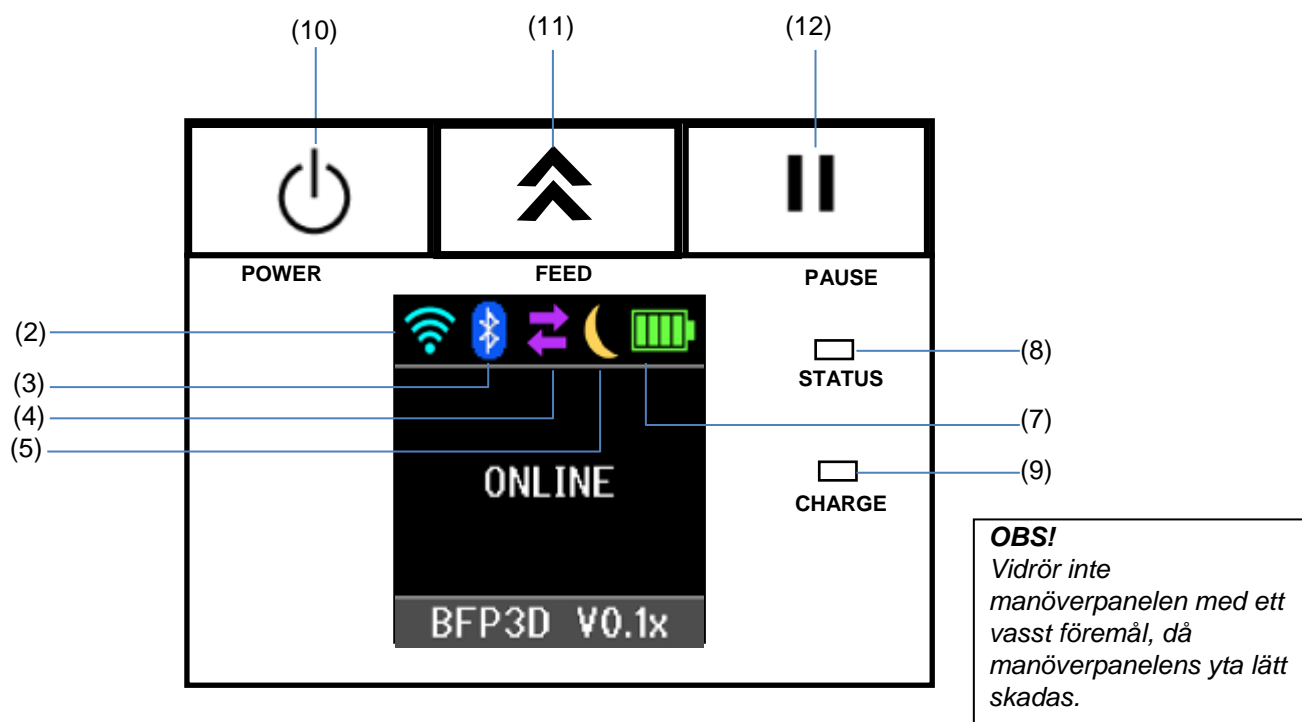 (10)
(11)
(12)
POWER
FEED
PAUSE
(2)
(3)
(4)
(5)
(7)
(8)
STATUS
(9)
CHARGE
ONLINE
BFP3D V0.1x
OBS!
Vidrör inte
manöverpanelen med ett
vasst föremål, då
manöverpanelens yta lätt
skadas.